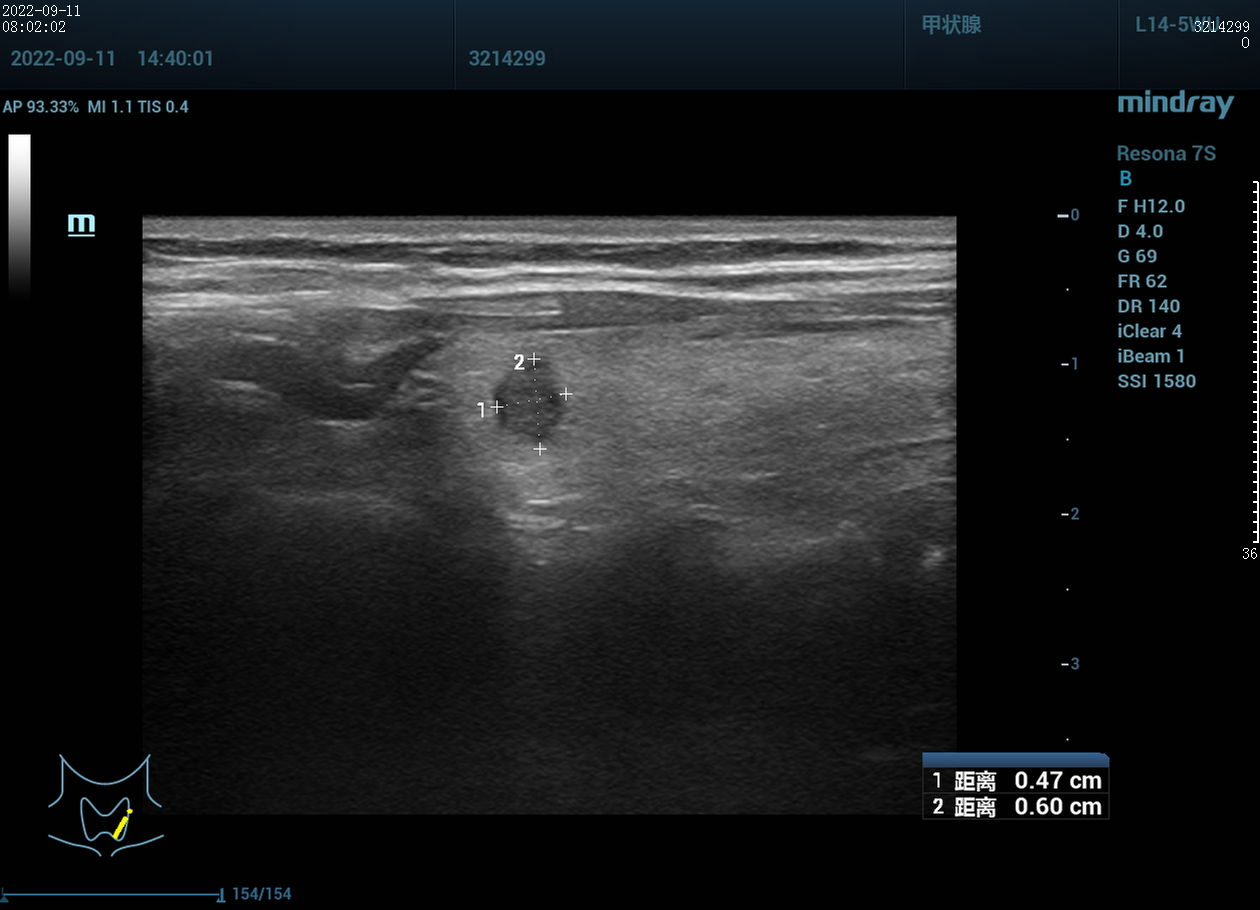 2022-09-11
08:02:02
甲状腺
3214299
0
2022-09-11 14:40:01
3214299
AP 93.33% MI 1.1 TIS 0.4
mindray
Resona 7S
B
F H12.0
D 4.0
G 69
FR 62
DR 140
iClear 4
iBeam 1
SSI 1580
m
0
1
2
3
36
2
1
1 距离 0.47 cm
2 距离 0.60 cm
154/154